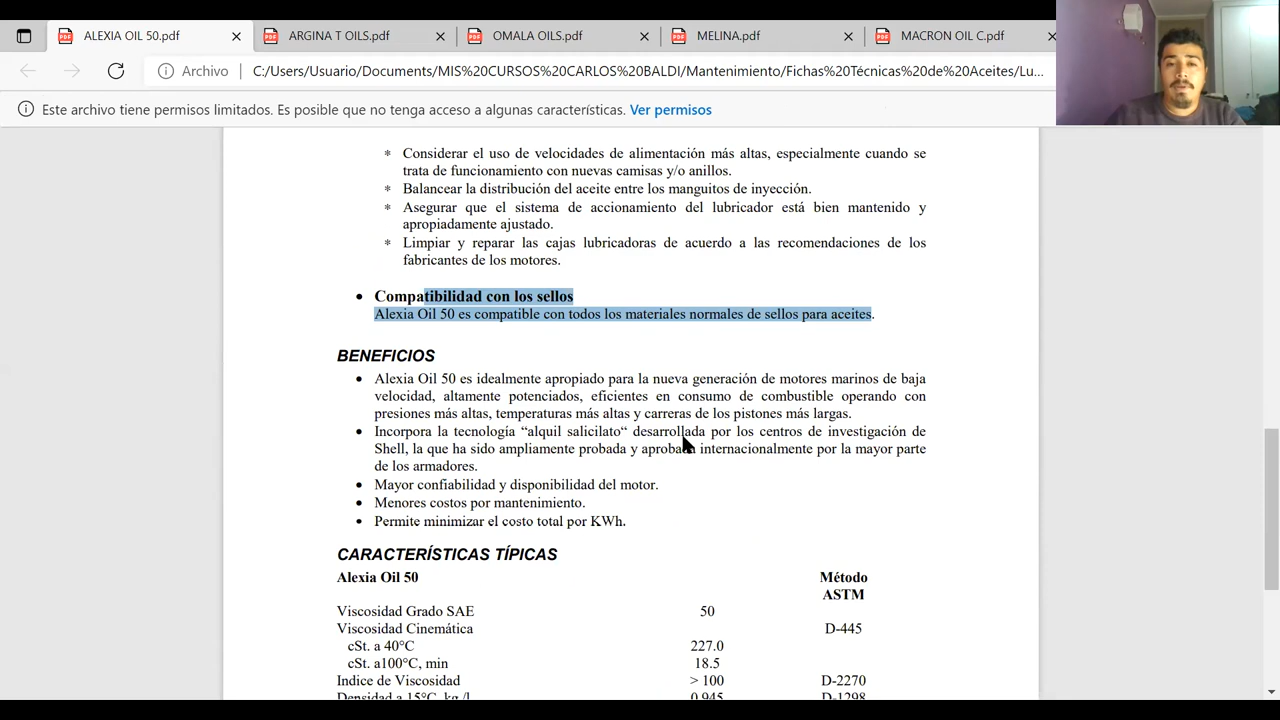 ALEXIA OIL 50.pdf
ARGINA T OILS.pdf
OMALA OILS.pdf
MELINA.pdf
MACRON OIL C.pdf
Archivo
C:/Users/Usuario/Documents/MIS%20CURSOS%20CARLOS%20BALDI/Mantenimiento/Fichas%20Técnicas%20de%20Aceites/Lu...
Este archivo tiene permisos limitados. Es posible que no tenga acceso a algunas características. Ver permisos
* Considerar el uso de velocidades de alimentación más altas, especialmente cuando se
trata de funcionamiento con nuevas camisas y/o anillos.
* Balancear la distribución del aceite entre los manguitos de inyección.
* Asegurar que el sistema de accionamiento del lubricador está bien mantenido y
apropiadamente ajustado.
* Limpiar y reparar las cajas lubricadoras de acuerdo a las recomendaciones de los
fabricantes de los motores.
• Compatibilidad con los sellos
Alexia Oil 50 es compatible con todos los materiales normales de sellos para aceites.
BENEFICIOS
• Alexia Oil 50 es idealmente apropiado para la nueva generación de motores marinos de baja
velocidad, altamente potenciados, eficientes en consumo de combustible operando con
presiones más altas, temperaturas más altas y carreras de los pistones más largas.
• Incorpora la tecnología “alquil salicilato“ desarrollada por los centros de investigación de
Shell, la que ha sido ampliamente probada y aprobada internacionalmente por la mayor parte
de los armadores.
• Mayor confiabilidad y disponibilidad del motor.
• Menores costos por mantenimiento.
• Permite minimizar el costo total por KWh.
CARACTERÍSTICAS TÍPICAS
Alexia Oil 50 Método
ASTM
Viscosidad Grado SAE 50
Viscosidad Cinemática D-445
cSt. a 40°C 227.0
cSt. a100°C, min 18.5
Indice de Viscosidad > 100 D-2270
Densidad a 15°C, kg /l 0.945 D-1298